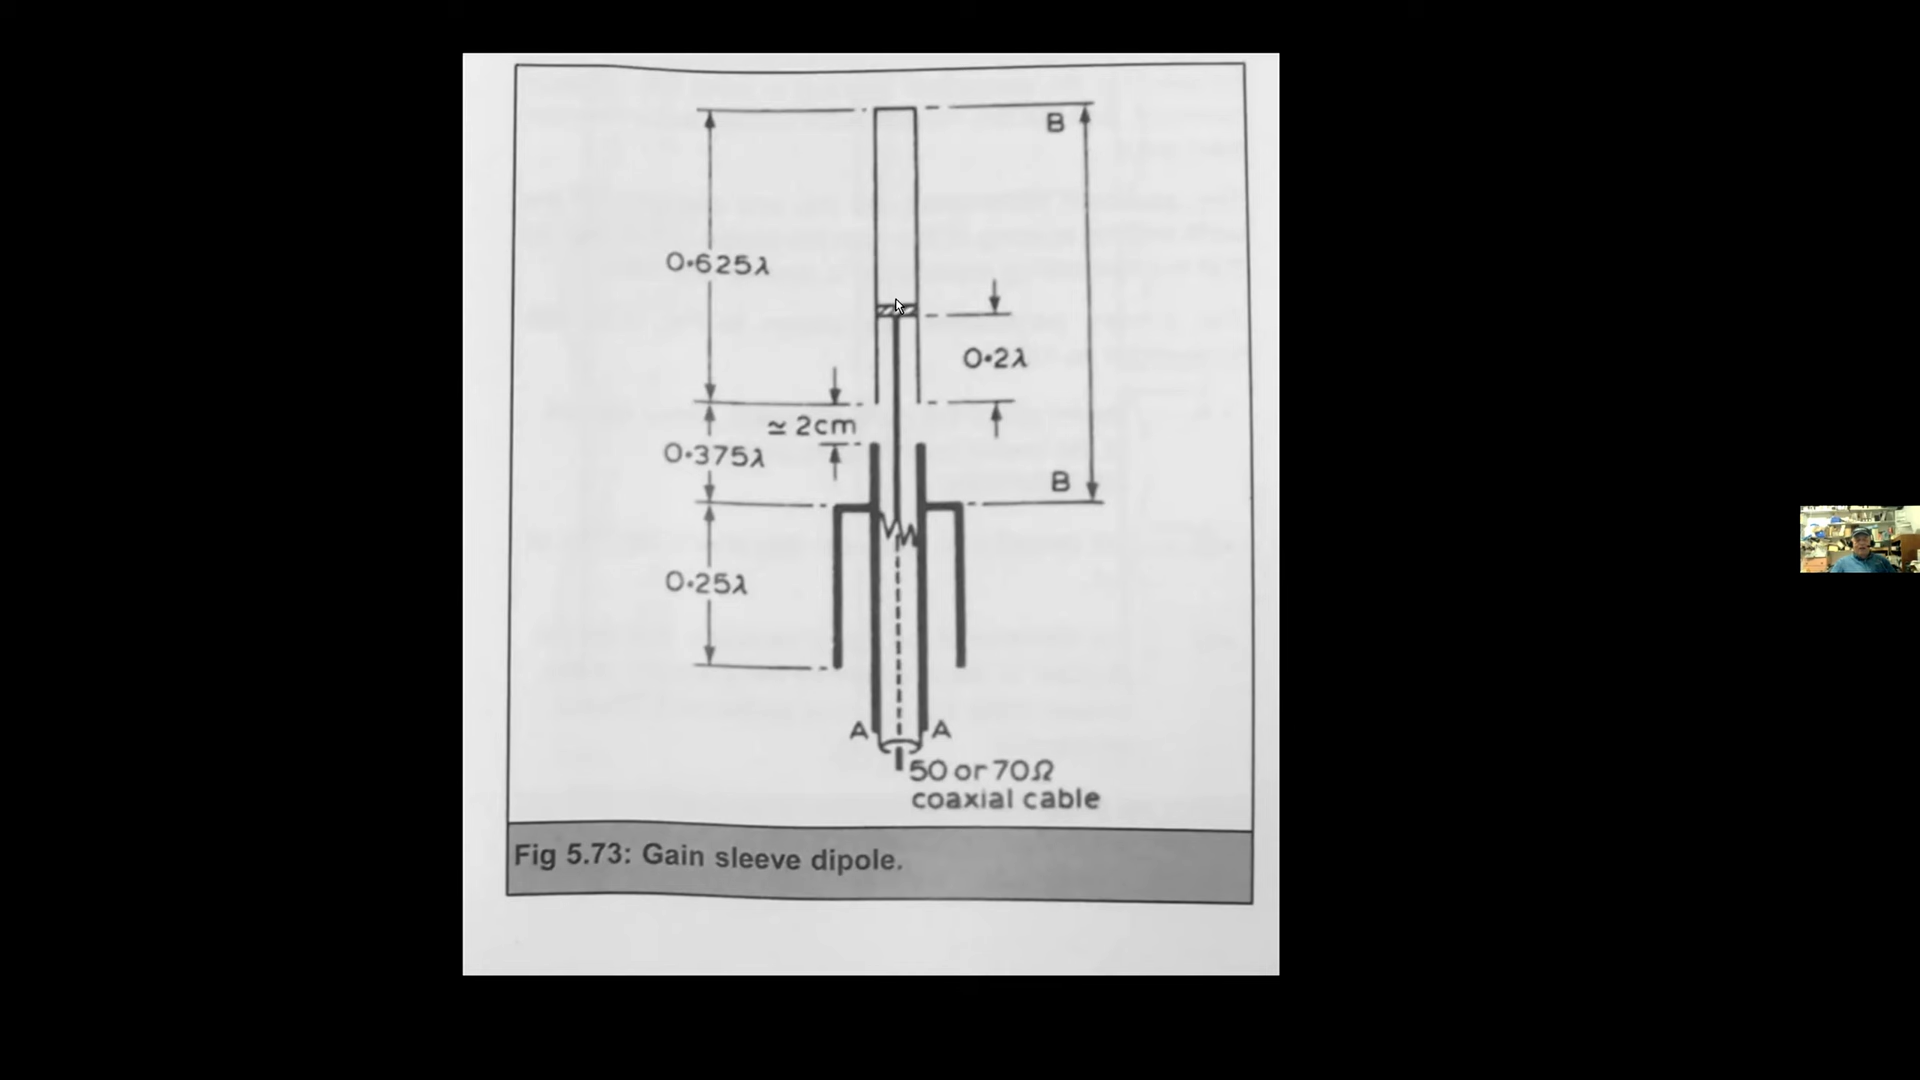 B
0·625λ
0·2λ
≃ 2cm
0·375λ
B
0·25λ
A
A
50 or 70Ω
coaxial cable
Fig 5.73: Gain sleeve dipole.